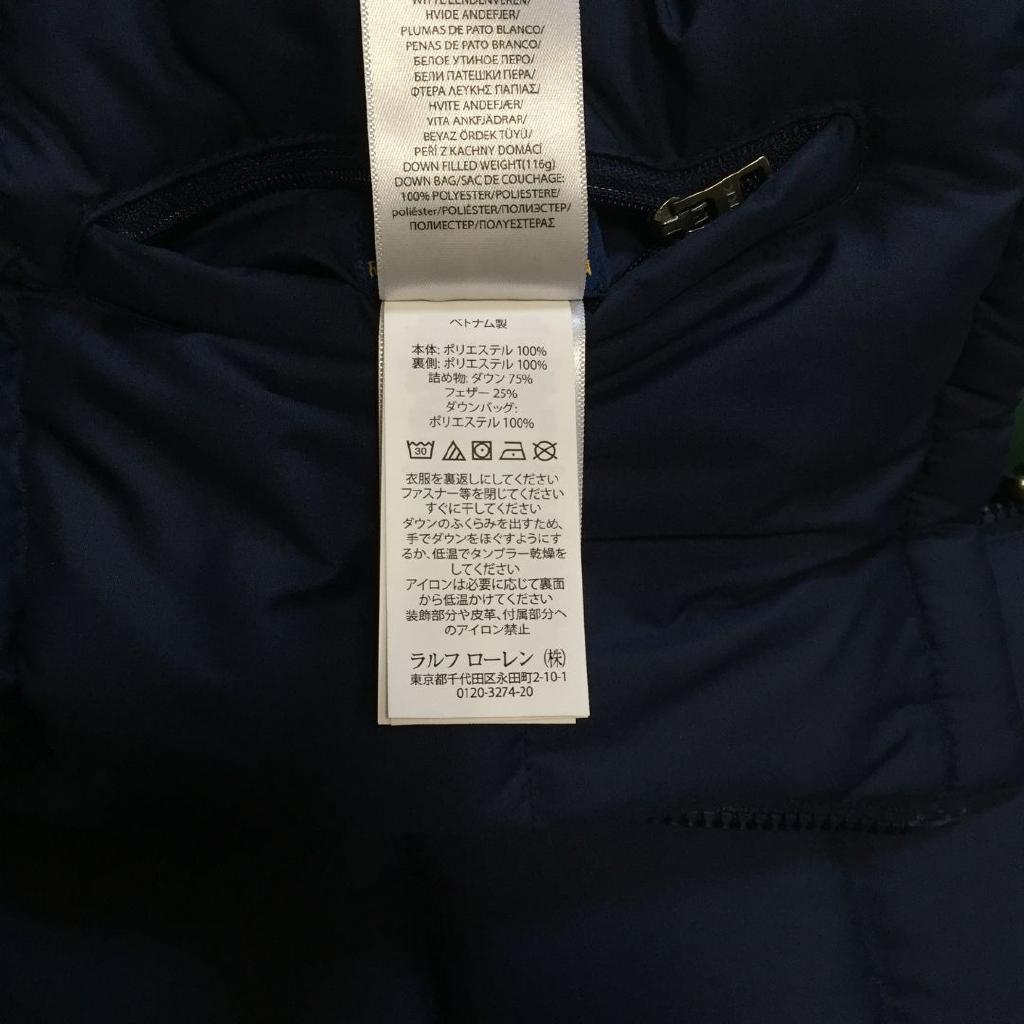 WITTE EENDENVEREN/
HVIDE ANDEFJER/
PLUMAS DE PATO BLANCO/
PENAS DE PATO BRANCO/
БЕЛОЕ УТИНОЕ ПЕРО/
БЕЛИ ПАТЕШКИ ПЕРА/
ΦΤΕΡΑ ΛΕΥΚΗΣ ΠΑΠΙΑΣ/
HVITE ANDEFJÆR/
VITA ANKFJÄDRAR/
BEYAZ ÖRDEK TÜYÜ/
PEŘÍ Z KACHNY DOMÁCÍ
DOWN FILLED WEIGHT(116g)
DOWN BAG/SAC DE COUCHAGE:
100% POLYESTER/POLIESTERE/
poliéster/POLIÉSTER/ПОЛИЭСТЕР/
ПОЛИЕСТЕР/ΠΟΛΥΕΣΤΕΡΑΣ
ベトナム製
本体: ポリエステル 100%
裏側: ポリエステル 100%
詰め物: ダウン 75%
フェザー 25%
ダウンバッグ:
ポリエステル 100%
30
衣服を裏返しにしてください
ファスナー等を閉じてください
すぐに干してください
ダウンのふくらみを出すため、
手でダウンをほぐすようにす
るか、低温でタンブラー乾燥を
してください
アイロンは必要に応じて裏面
から低温かけてください
装飾部分や皮革、付属部分へ
のアイロン禁止
ラルフ ローレン (株)
東京都千代田区永田町2-10-1
0120-3274-20